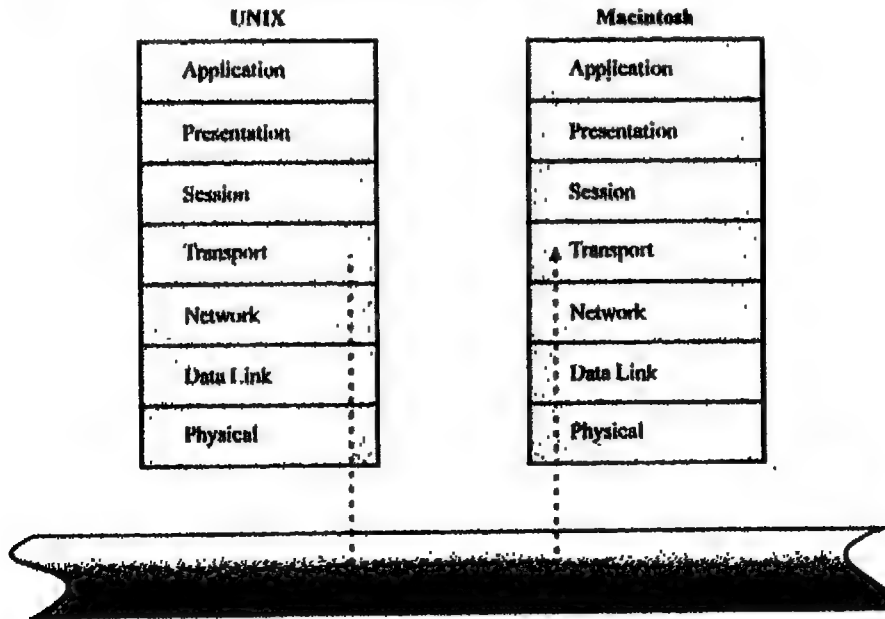 UNIX
Application
Presentation
Session
Transport
Network
Data Link
Physical
Macintosh
Application
Presentation
Session
Transport
Network
Data Link
Physical